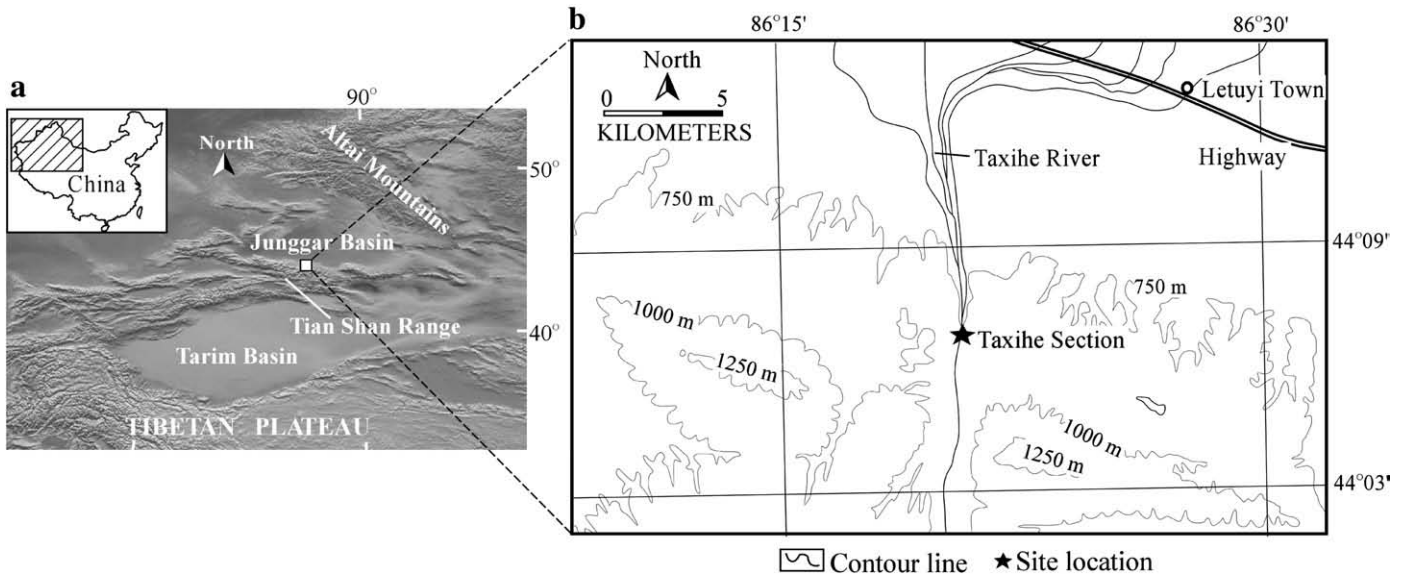 a
90°
North
Altai Mountains
50°
China
Junggar Basin
Tian Shan Range
40°
Tarim Basin
TIBETAN PLATEAU
b
86°15'
86°30'
North
0 5
KILOMETERS
Letuyi Town
Taxihe River
Highway
750 m
44°09'
750 m
1000 m
Taxihe Section
1250 m
1000 m
1250 m
44°03'
Contour line
Site location